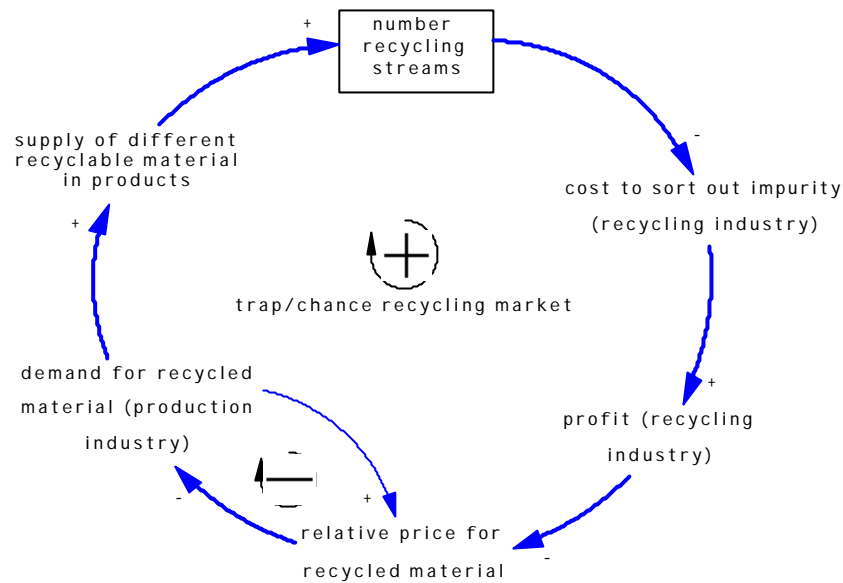 number
recycling
streams
+
-
supply of different
recyclable material
in products
cost to sort out impurity
(recycling industry)
+
trap/chance recycling market
+
demand for recycled
material (production
industry)
profit (recycling
industry)
-
+
relative price for
recycled material
-